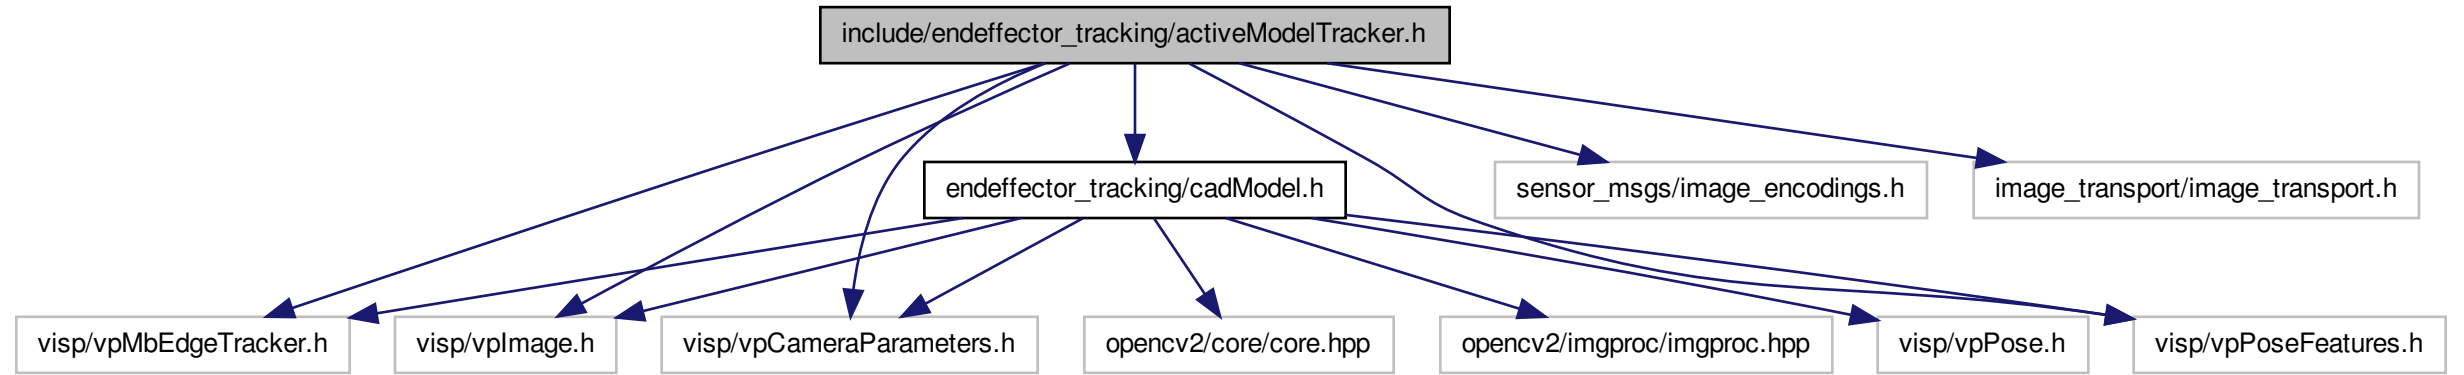 include/endeffector_tracking/activeModelTracker.h
endeffector_tracking/cadModel.h
sensor_msgs/image_encodings.h
image_transport/image_transport.h
visp/vpMbEdgeTracker.h
visp/vpImage.h
visp/vpCameraParameters.h
opencv2/core/core.hpp
opencv2/imgproc/imgproc.hpp
visp/vpPose.h
visp/vpPoseFeatures.h